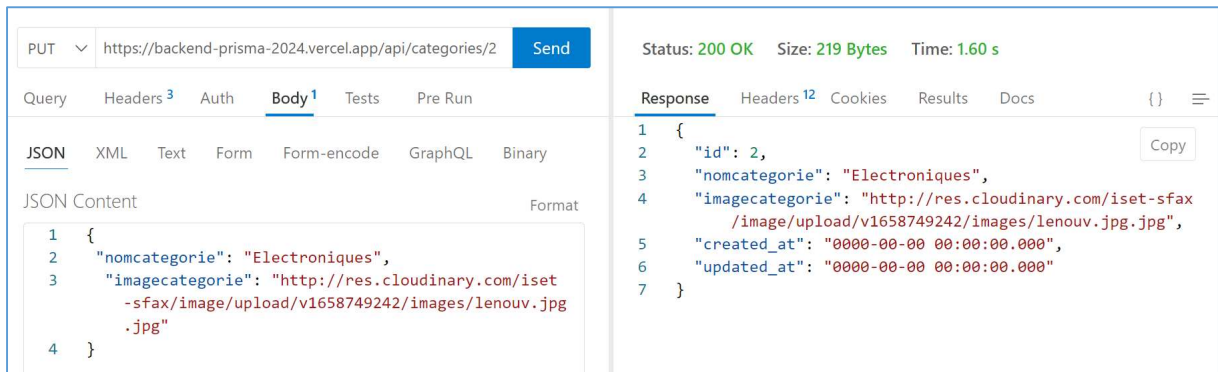 PUT https://backend-prisma-2024.vercel.app/api/categories/2 Send
Query Headers 3 Auth Body 1 Tests Pre Run
JSON XML Text Form Form-encode GraphQL Binary
JSON Content Format
1 {
2 "nomcategorie": "Electroniques",
3 "imagecategorie": "http://res.cloudinary.com/iset
-sfax/image/upload/v1658749242/images/lenouv.jpg
.jpg"
4 }
Status: 200 OK Size: 219 Bytes Time: 1.60 s
Response Headers 12 Cookies Results Docs { }
Copy
1 {
2 "id": 2,
3 "nomcategorie": "Electroniques",
4 "imagecategorie": "http://res.cloudinary.com/iset-sfax
/image/upload/v1658749242/images/lenouv.jpg.jpg",
5 "created_at": "0000-00-00 00:00:00.000",
6 "updated_at": "0000-00-00 00:00:00.000"
7 }